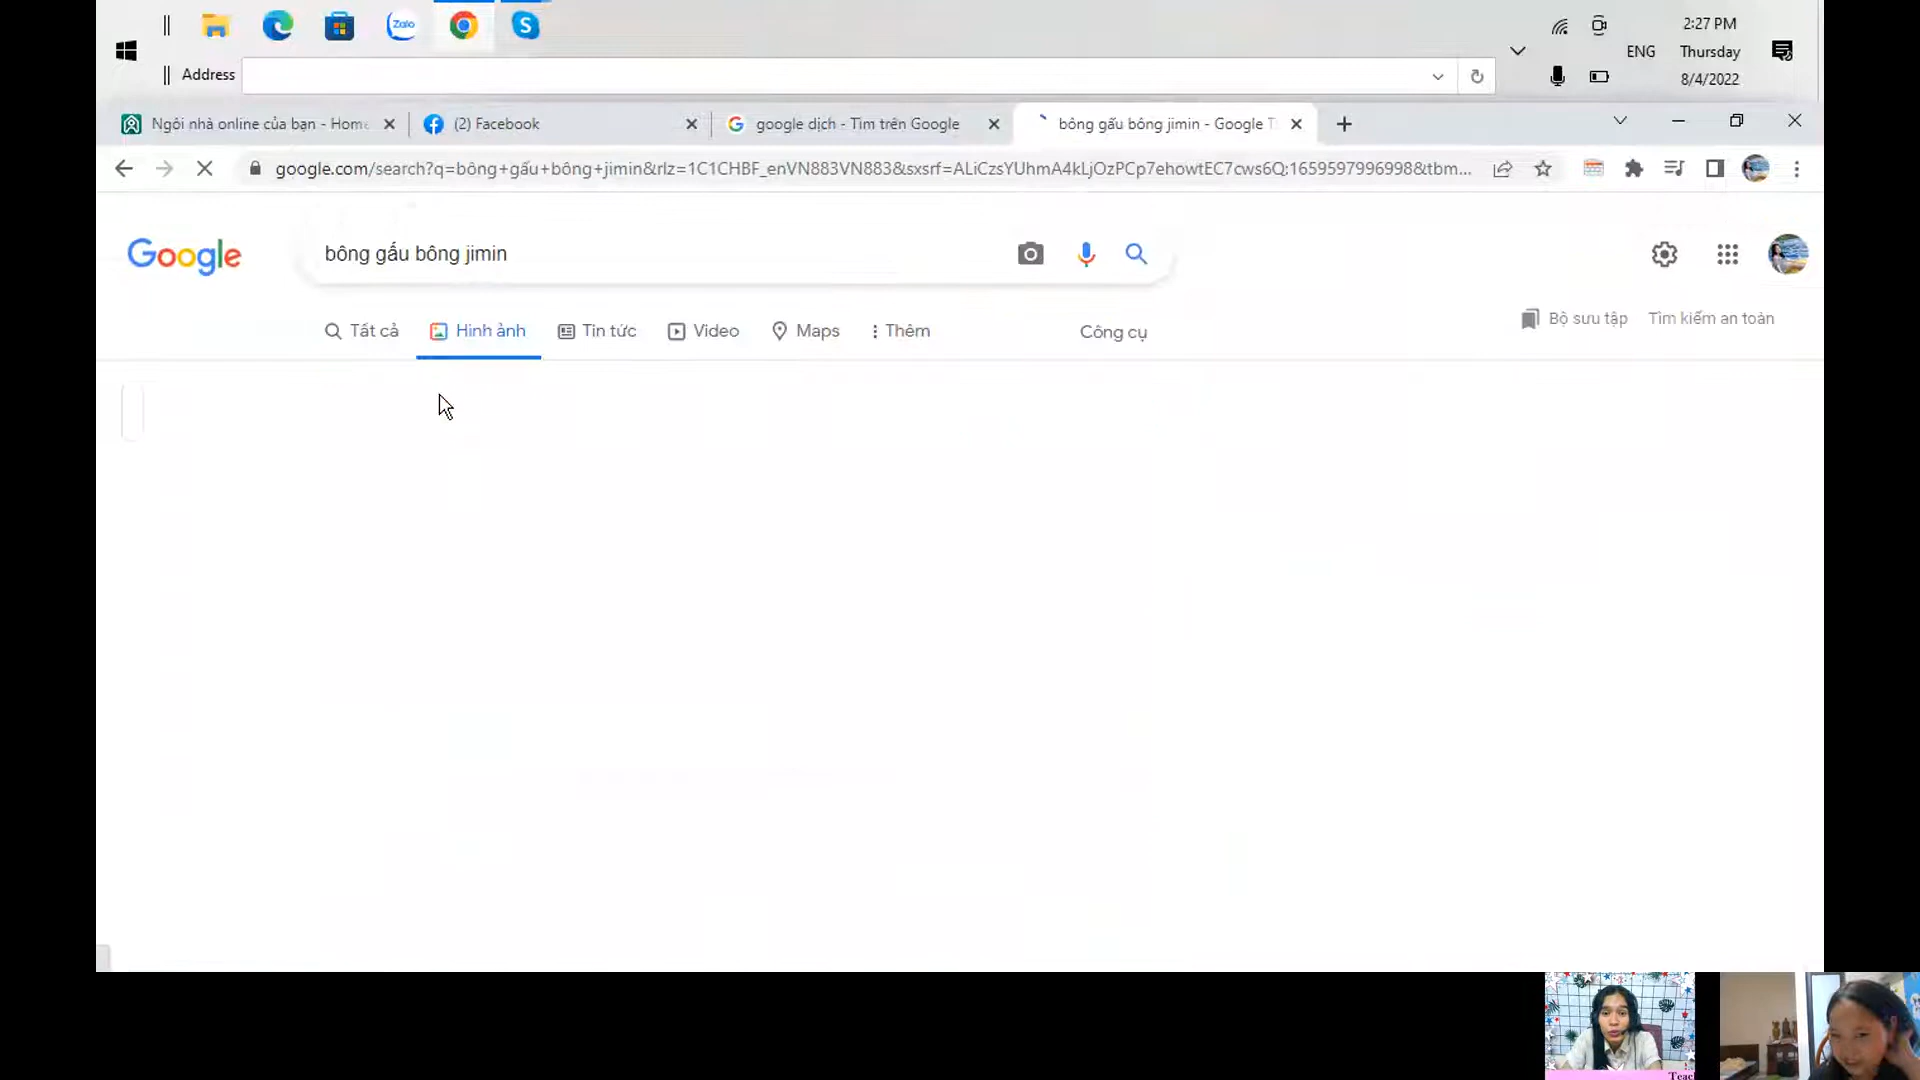 Zalo
S
2:27 PM
ENG
Thursday
8/4/2022
Address
Ngôi nhà online của bạn - Home
(2) Facebook
google dịch - Tìm trên Google
bông gấu bông jimin - Google T
google.com/search?q=bông+gấu+bông+jimin&rlz=1C1CHBF_enVN883VN883&sxsrf=ALiCzsYUhmA4kLjOzPCp7ehowtEC7cws6Q:1659597996998&tbm...
Google
bông gấu bông jimin
Tất cả
Hình ảnh
Tin tức
Video
Maps
Thêm
Công cụ
Bộ sưu tập
Tìm kiếm an toàn
Teac